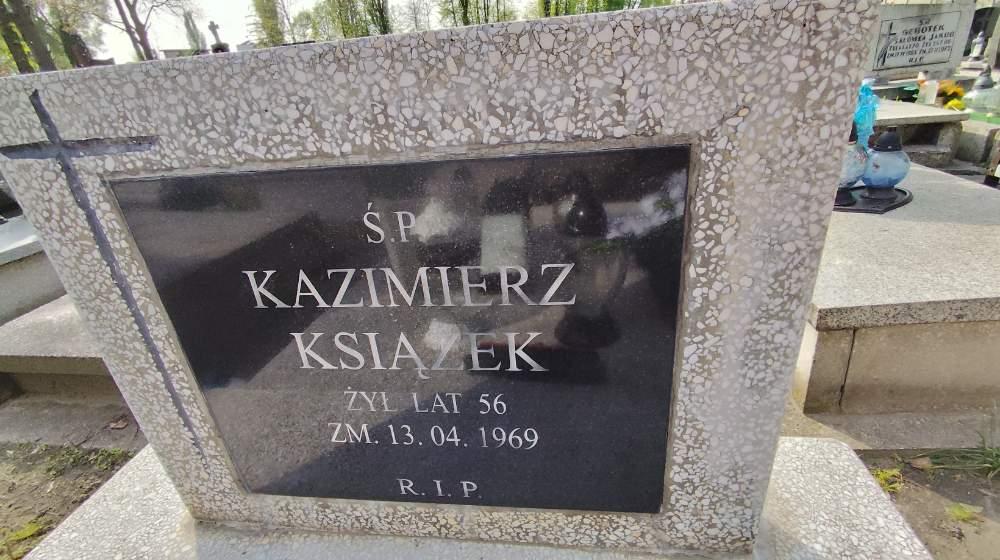 Ś.P.
KAZIMIERZ
KSIĄŻEK
ŻYŁ LAT 56
ZM. 13.04.1969
R.I.P.
R.I.P.